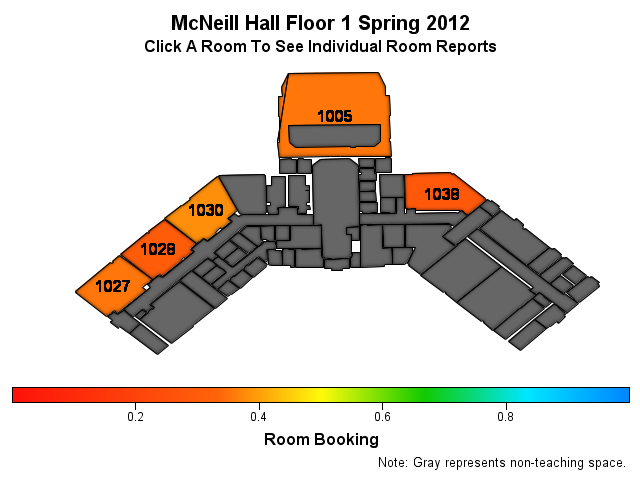 McNeill Hall Floor 1 Spring 2012
Click A Room To See Individual Room Reports
1005
1038
1030
1028
1027
0.2 0.4 0.6 0.8
Room Booking
Note: Gray represents non-teaching space.